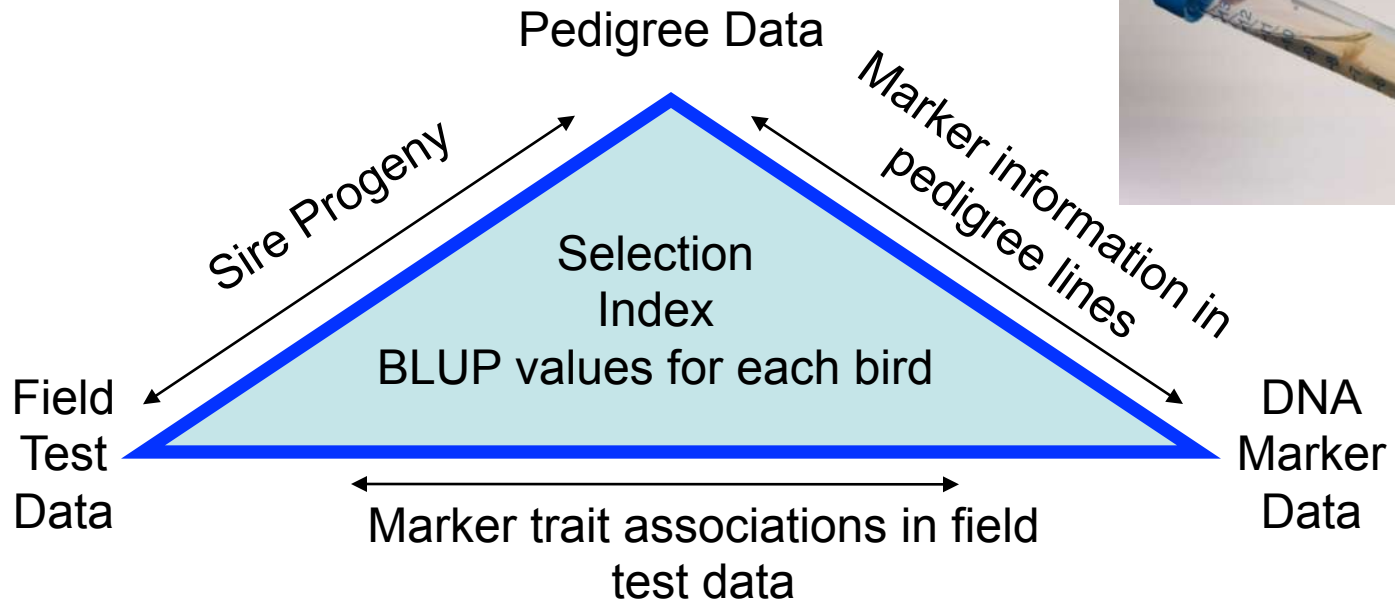 Pedigree Data
Sire Progeny
Marker information in
pedigree lines
Selection
Index
BLUP values for each bird
Field
Test
Data
DNA
Marker
Data
Marker trait associations in field
test data